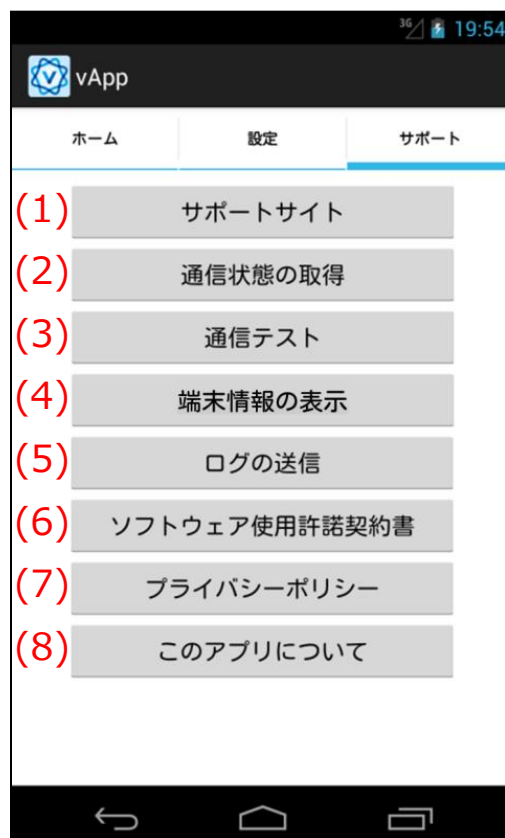 3G 19:54
vApp
ホーム 設定 サポート
(1) サポートサイト
(2) 通信状態の取得
(3) 通信テスト
(4) 端末情報の表示
(5) ログの送信
(6) ソフトウェア使用許諾契約書
(7) プライバシーポリシー
(8) このアプリについて